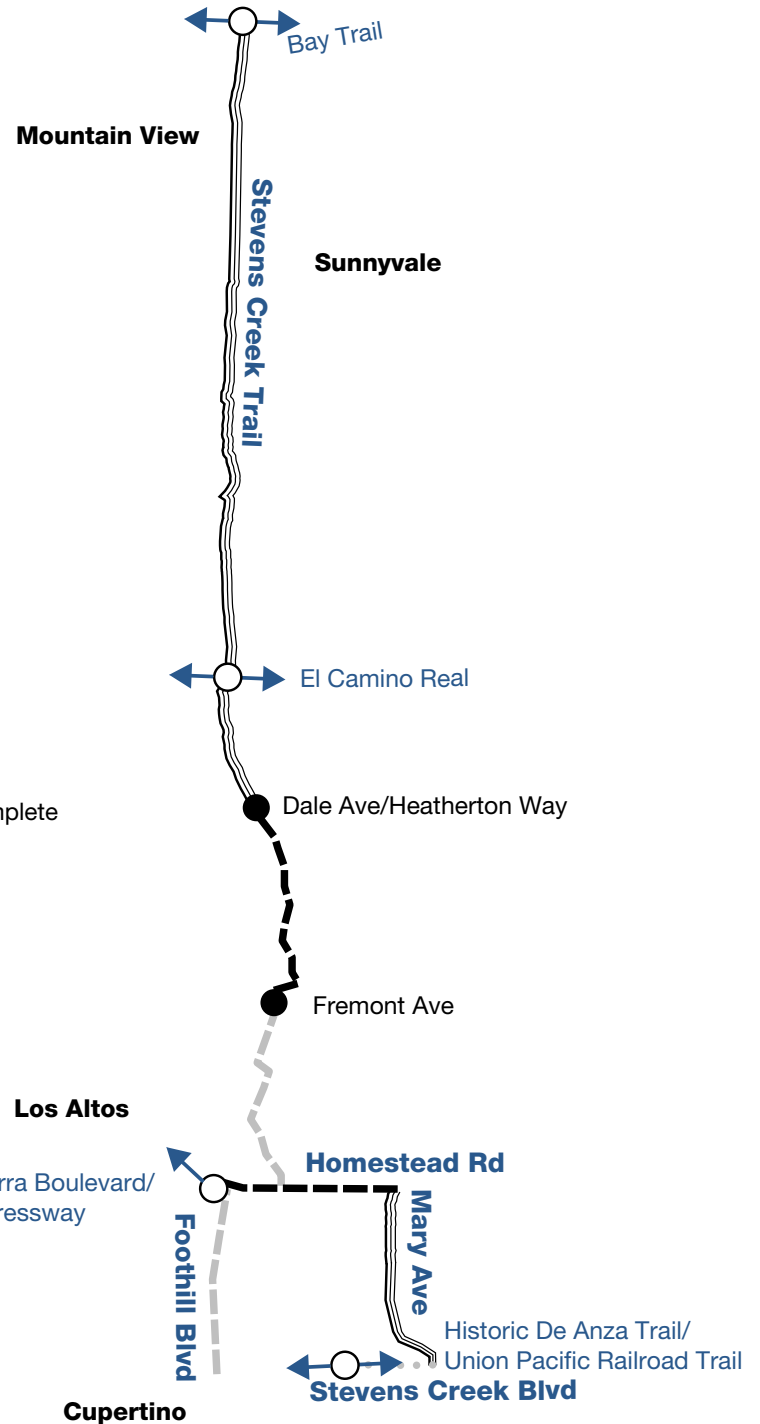 Bay Trail
Mountain View
Stevens Creek Trail
Sunnyvale
El Camino Real
Dale Ave/Heatherton Way
Fremont Ave
Los Altos
Homestead Rd
Boulevard/
Mary Ave
Foothill Blvd
Historic De Anza Trail/
Union Pacific Railroad Trail
Stevens Creek Blvd
Cupertino